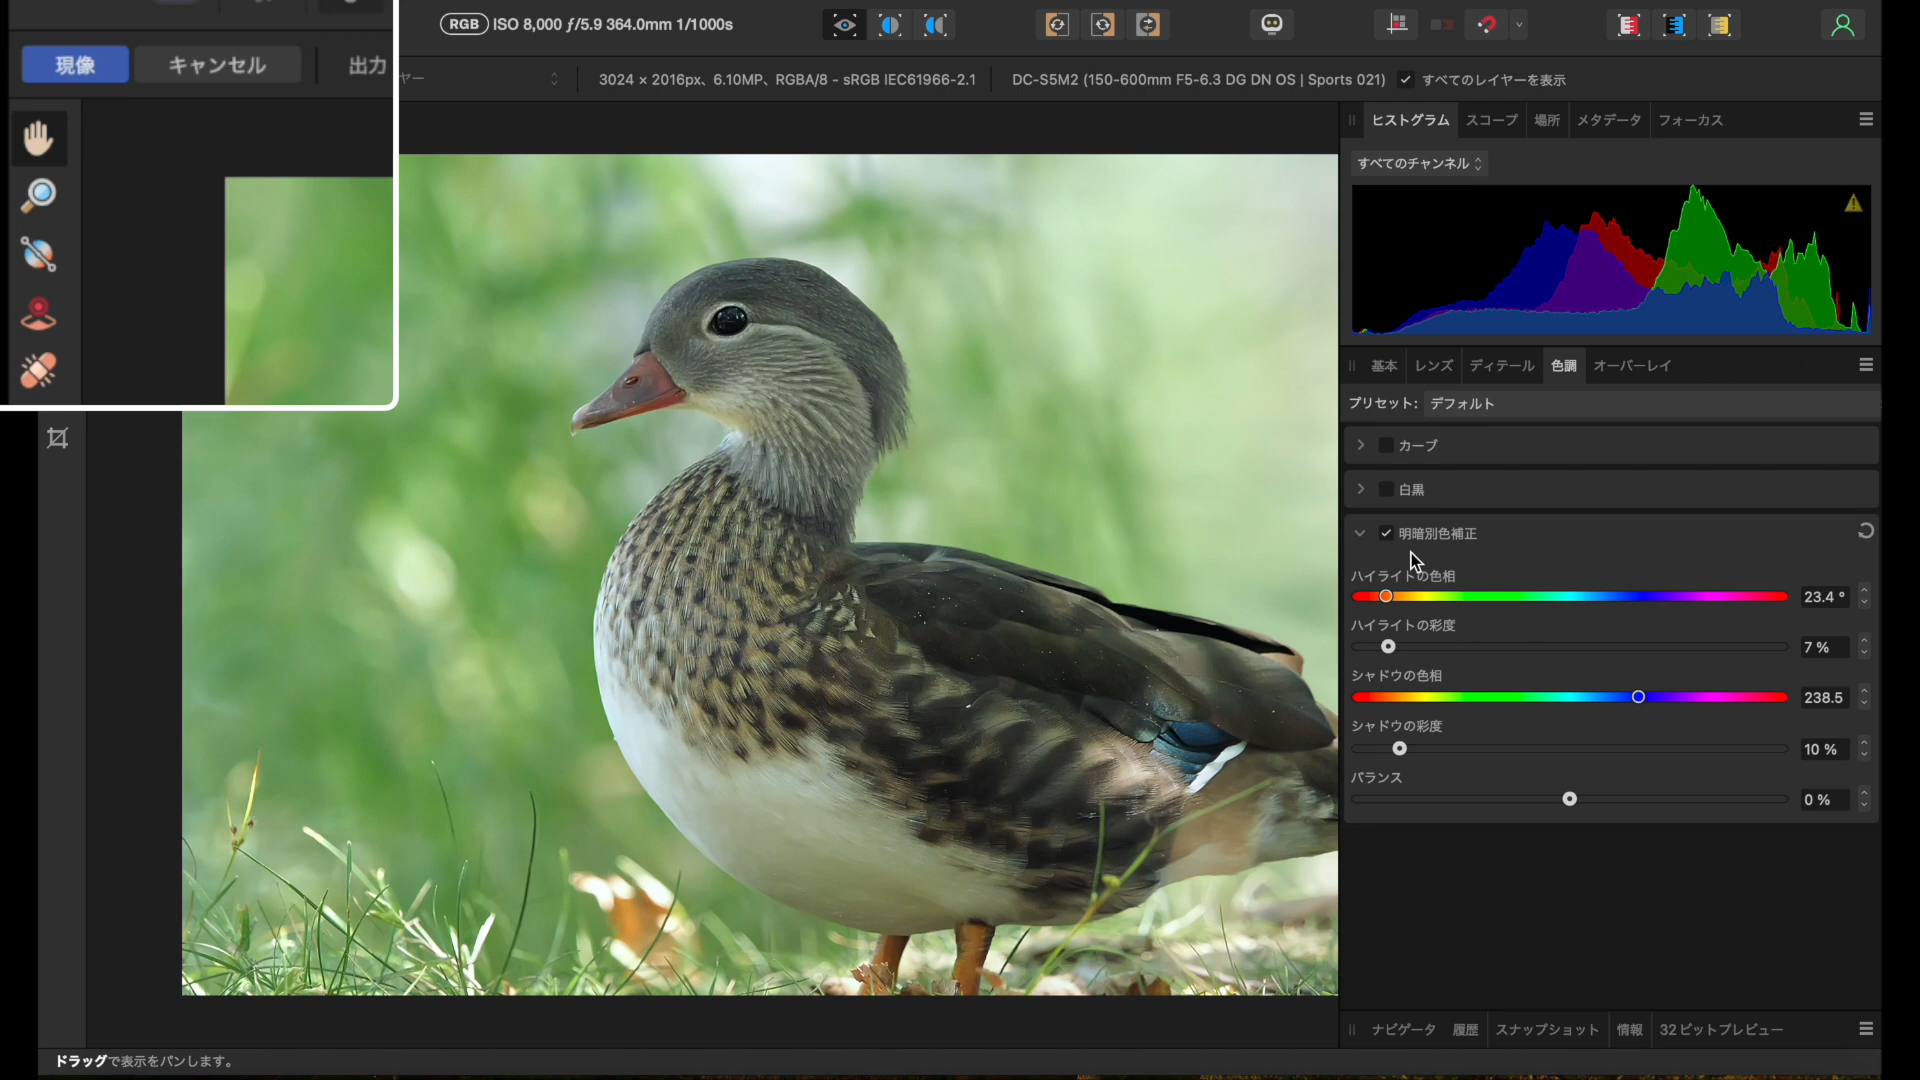 RGB ISO 8,000 ƒ/5.9 364.0mm 1/1000s
現像 キャンセル 出力
ヤー 3024 × 2016px、6.10MP、RGBA/8 - sRGB IEC61966-2.1 DC-S5M2 (150-600mm F5-6.3 DG DN OS | Sports 021) すべてのレイヤーを表示
ヒストグラム スコープ 場所 メタデータ フォーカス
すべてのチャンネル
基本 レンズ ディテール 色調 オーバーレイ
プリセット: デフォルト
カーブ
白黒
明暗別色補正
ハイライトの色相
23.4 °
ハイライトの彩度
7 %
シャドウの色相
238.5
シャドウの彩度
10 %
バランス
0 %
ナビゲータ 履歴 スナップショット 情報 32 ビットプレビュー
ドラッグで表示をパンします。